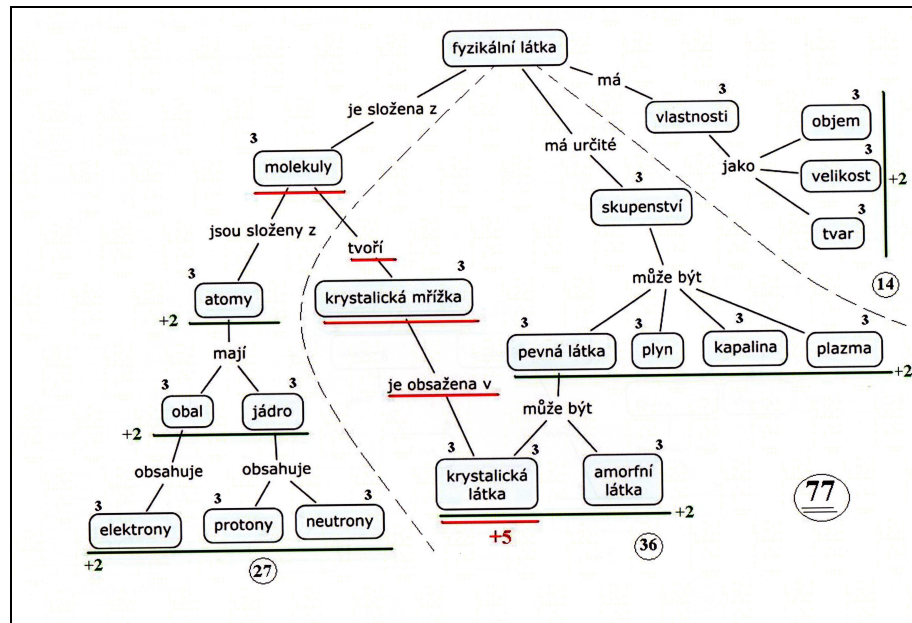 fyzikální látka
má
3
vlastnosti
3
objem
jako
3
velikost
+2
3
tvar
14
je složena z
3
molekuly
má určité
3
skupenství
může být
jsou složeny z
tvoří
3
atomy
+2
3
krystalická mřížka
3
pevná látka
3
plyn
3
kapalina
3
plazma
+2
mají
je obsažena v
může být
3
obal
3
jádro
+2
obsahuje
obsahuje
3
3
krystalická
látka
3
amorfní
látka
+2
+5
36
3
elektrony
3
protony
3
neutrony
+2
27
77